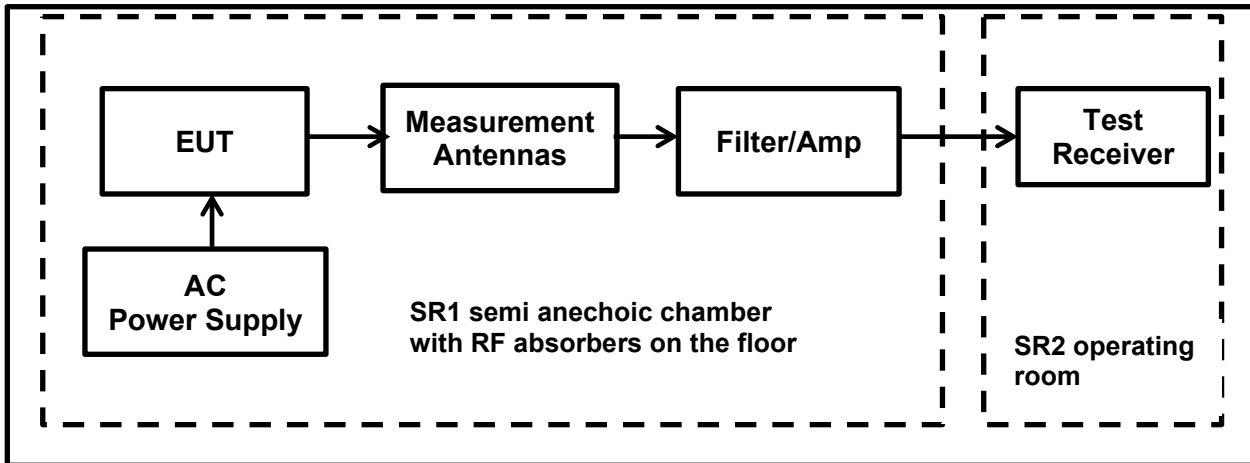 EUT
Measurement
Antennas
Filter/Amp
Test
Receiver
AC
Power Supply
SR1 semi anechoic chamber
with RF absorbers on the floor
SR2 operating
room